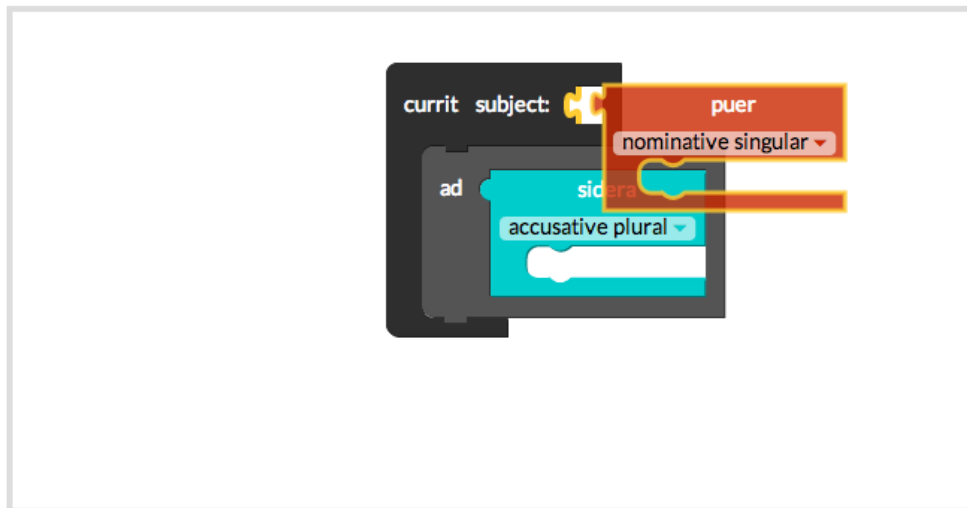 currit subject: puer
nominative singular
ad sidera
accusative plural